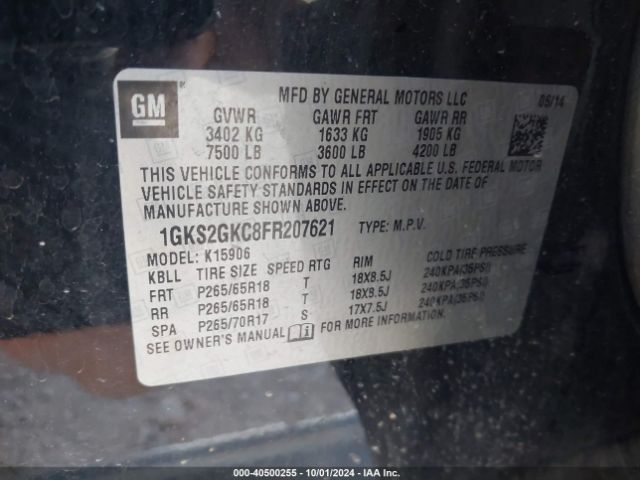 GM
MFD BY GENERAL MOTORS LLC 08/14
GVWR GAWR FRT GAWR RR
3402 KG 1633 KG 1905 KG
7500 LB 3600 LB 4200 LB
THIS VEHICLE CONFORMS TO ALL APPLICABLE U.S. FEDERAL MOTOR
VEHICLE SAFETY STANDARDS IN EFFECT ON THE DATE OF
MANUFACTURE SHOWN ABOVE.
1GKS2GKC8FR207621 TYPE: M.P.V.
MODEL: K15906
KBLL TIRE SIZE SPEED RTG RIM COLD TIRE PRESSURE
FRT P265/65R18 T 18X8.5J 240KPA(35PSI)
RR P265/65R18 T 18X8.5J 240KPA(35PSI)
SPA P265/70R17 S 17X7.5J 240KPA(35PSI)
SEE OWNER'S MANUAL FOR MORE INFORMATION.
000-40500255 - 10/01/2024 - IAA Inc.